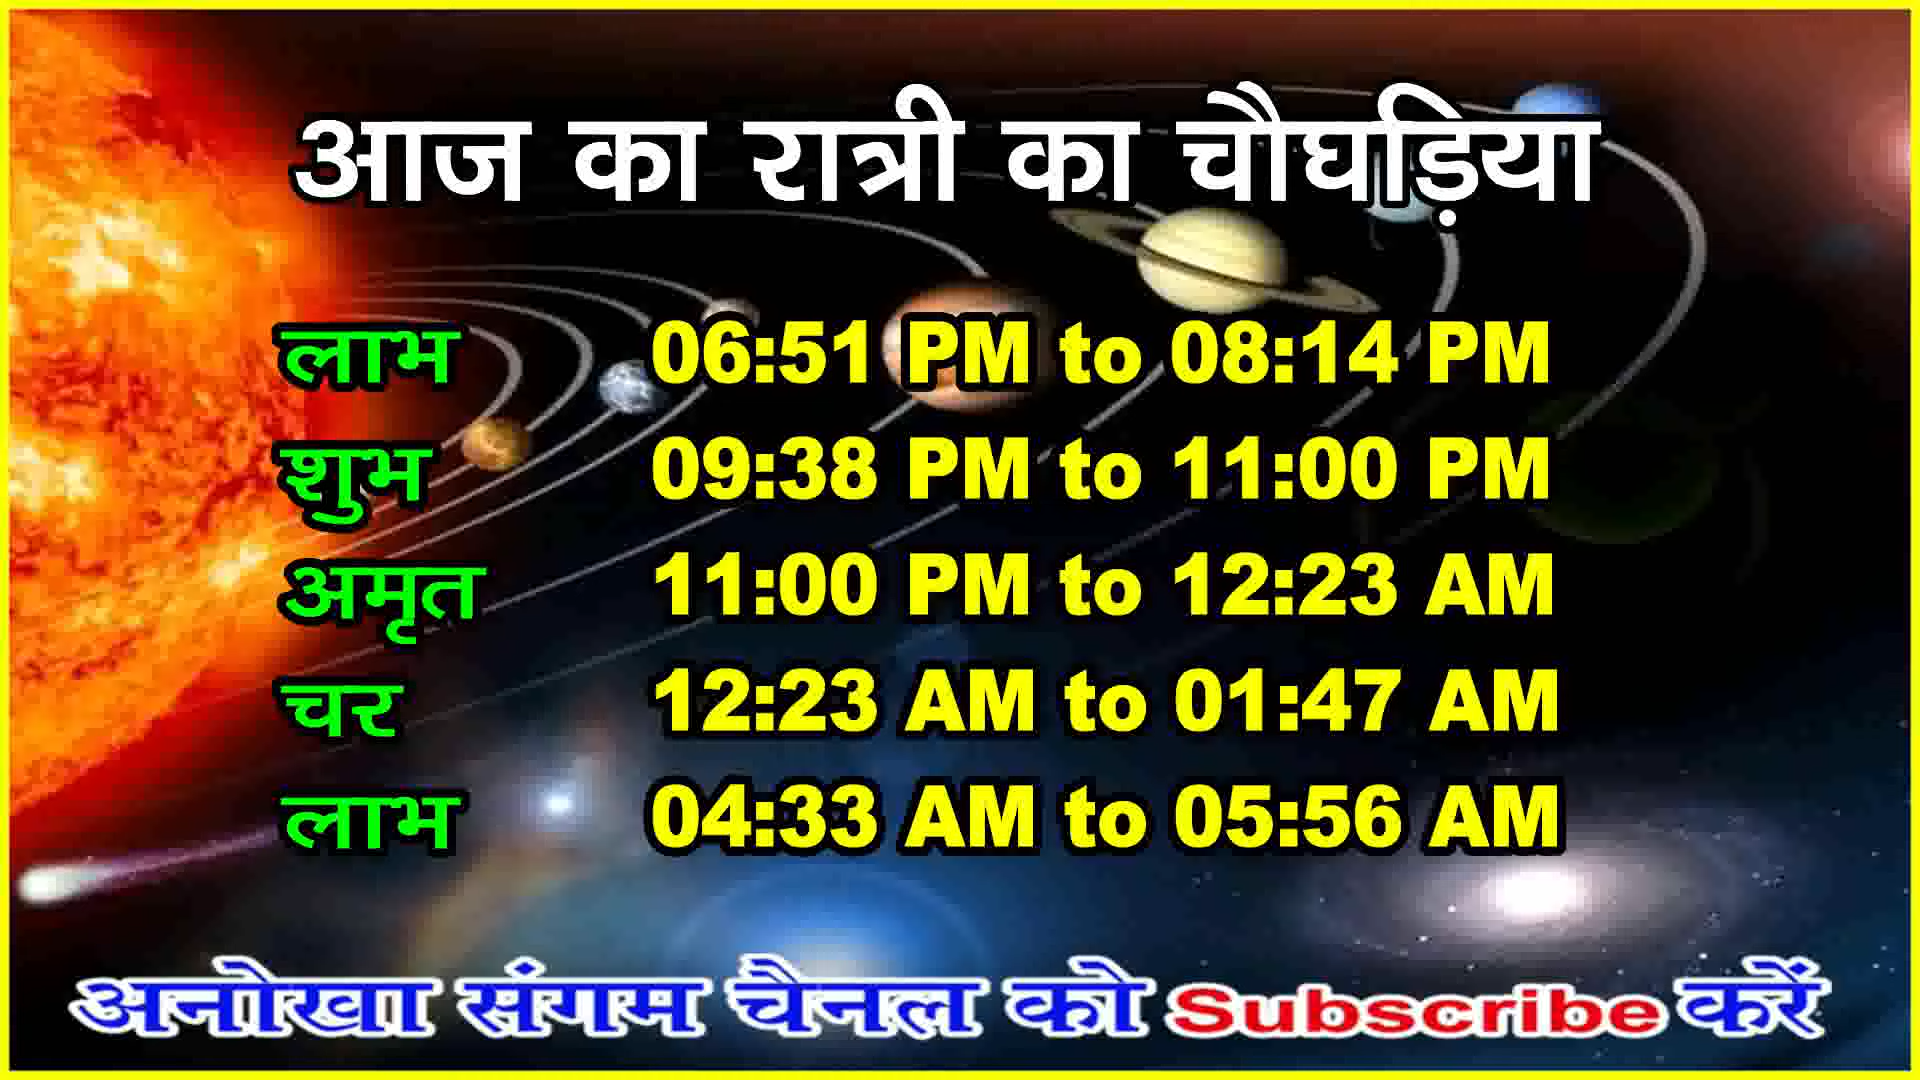 आज का रात्री का चौघड़िया
लाभ 06:51 PM to 08:14 PM
शुभ 09:38 PM to 11:00 PM
अमृत 11:00 PM to 12:23 AM
चर 12:23 AM to 01:47 AM
लाभ 04:33 AM to 05:56 AM
अनोखा संगम चैनल को Subscribe करें